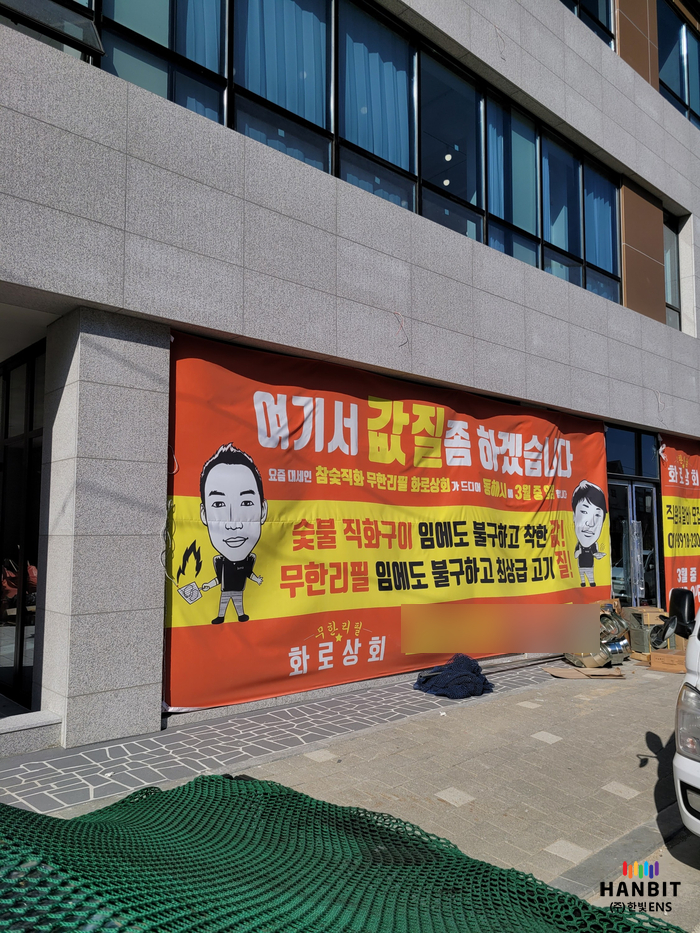 여기서 값질좀 하겠습니다
요즘 대세인 참숯직화 무한리필 화로상회가 드디어 동해시에 3월 중
숯불 직화구이 임에도 불구하고 착한 값!
무한리필 임에도 불구하고 최상급 고기 질!
무한리필
화로상회
화로상회
3월 중
HANBIT
(주)한빛ENS